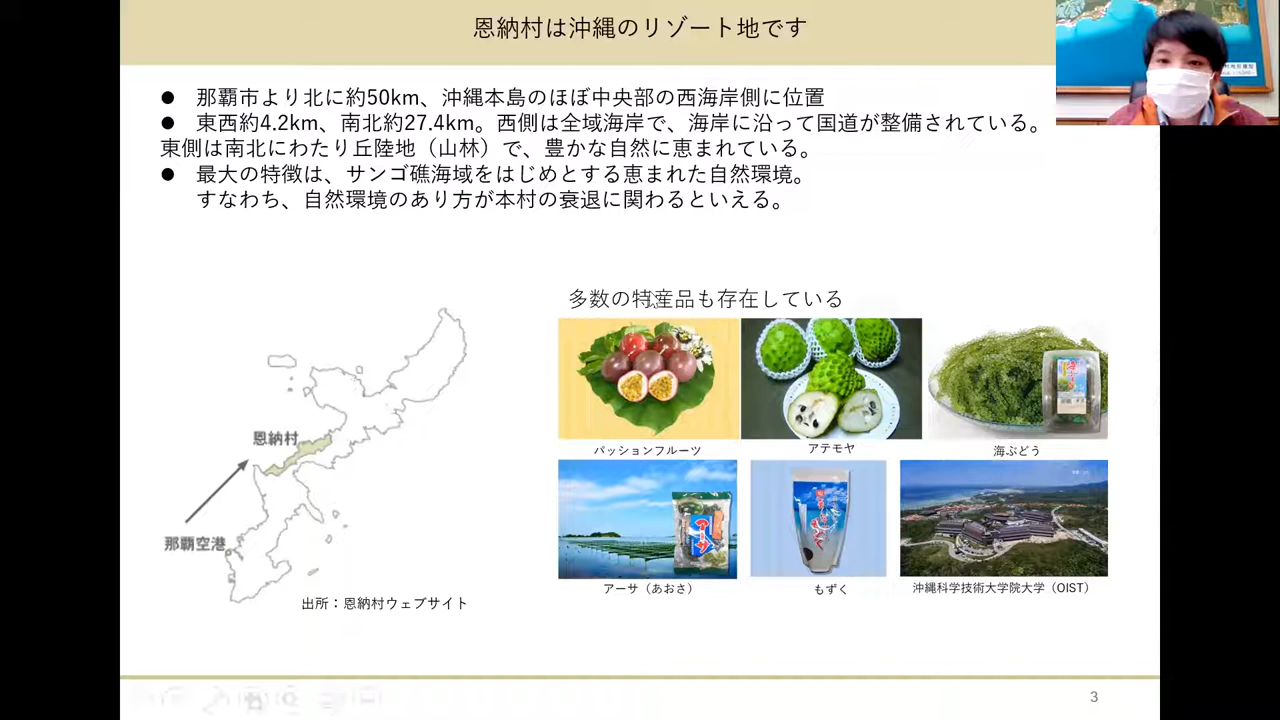 恩納村は沖縄のリゾート地です
● 那覇市より北に約50km、沖縄本島のほぼ中央部の西海岸側に位置
● 東西約4.2km、南北約27.4km。西側は全域海岸で、海岸に沿って国道が整備されている。
東側は南北にわたり丘陸地（山林）で、豊かな自然に恵まれている。
● 最大の特徴は、サンゴ礁海域をはじめとする恵まれた自然環境。
すなわち、自然環境のあり方が本村の衰退に関わるといえる。
多数の特産品も存在している
恩納村
那覇空港
出所：恩納村ウェブサイト
パッションフルーツ
アテモヤ
海ぶどう
アーサ
アーサ（あおさ）
もずく
沖縄科学技術大学院大学（OIST）
3